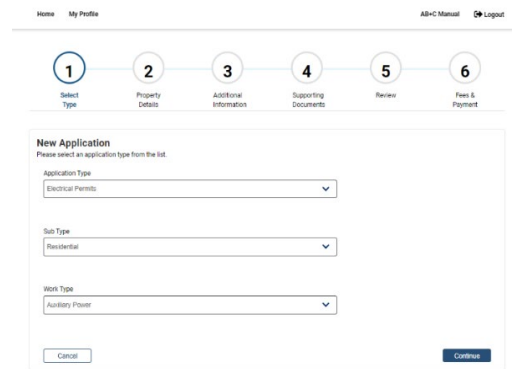 Home My Profile AB+C Manual Logout
1 2 3 4 5 6
Select Type
Property Details
Additional Information
Supporting Documents
Review
Fees & Payment
New Application
Please select an application type from the list.
Application Type
Electrical Permits
Sub Type
Residential
Work Type
Auxiliary Power
Cancel Continue